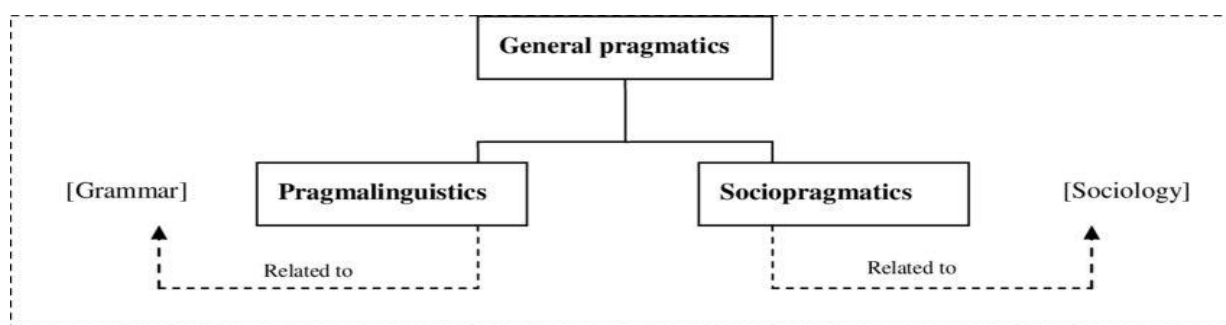 General pragmatics
[Grammar]
Pragmalinguistics
Sociopragmatics
[Sociology]
Related to
Related to